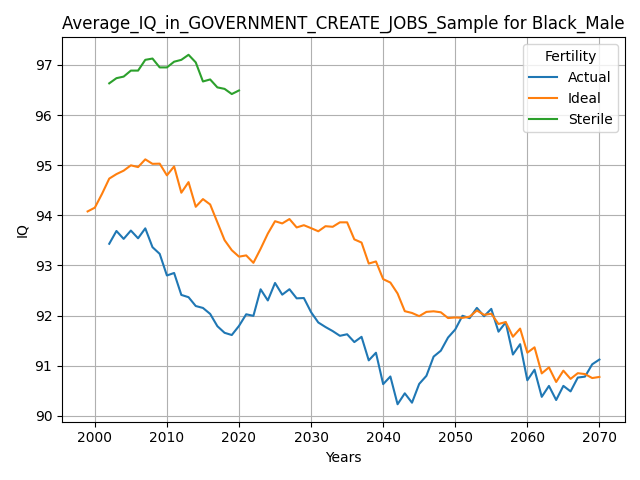 Average_IQ_in_GOVERNMENT_CREATE_JOBS_Sample for Black_Male
Fertility
Actual
Ideal
Sterile
97
96
95
94
93
92
91
90
IQ
2000 2010 2020 2030 2040 2050 2060 2070
Years